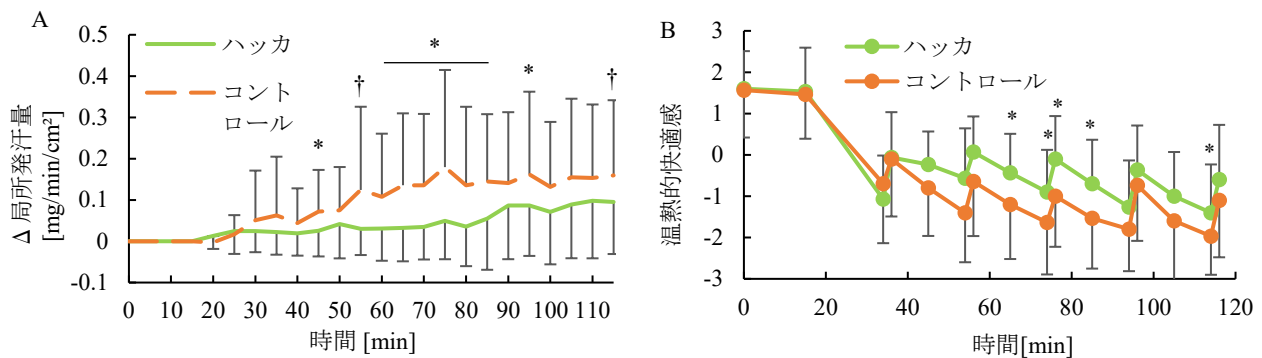 A
ハッカ
コント
ロール
Δ 局所発汗量
[mg/min/cm²]
0.5
0.4
0.3
0.2
0.1
0
-0.1
†
*
*
*
†
0 10 20 30 40 50 60 70 80 90 100 110
時間 [min]
B
ハッカ
コントロール
温熱的快適感
3
2
1
0
-1
-2
-3
* * * * *
0 20 40 60 80 100 120
時間[min]